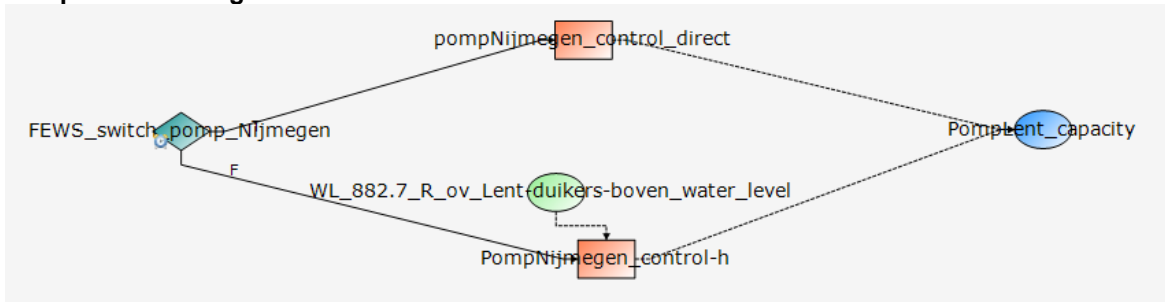 pompNijmegen_control_direct
T
FEWS_switch_pomp_Nijmegen
PompLent_capacity
F
WL_882.7_R_ov_Lent-duikers-boven_water_level
PompNijmegen_control-h